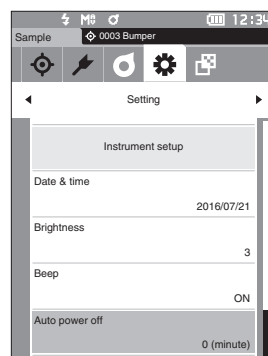 12:34
Sample
0003 Bumper
Setting
Instrument setup
Date & time
2016/07/21
Brightness
3
Beep
ON
Auto power off
0 (minute)